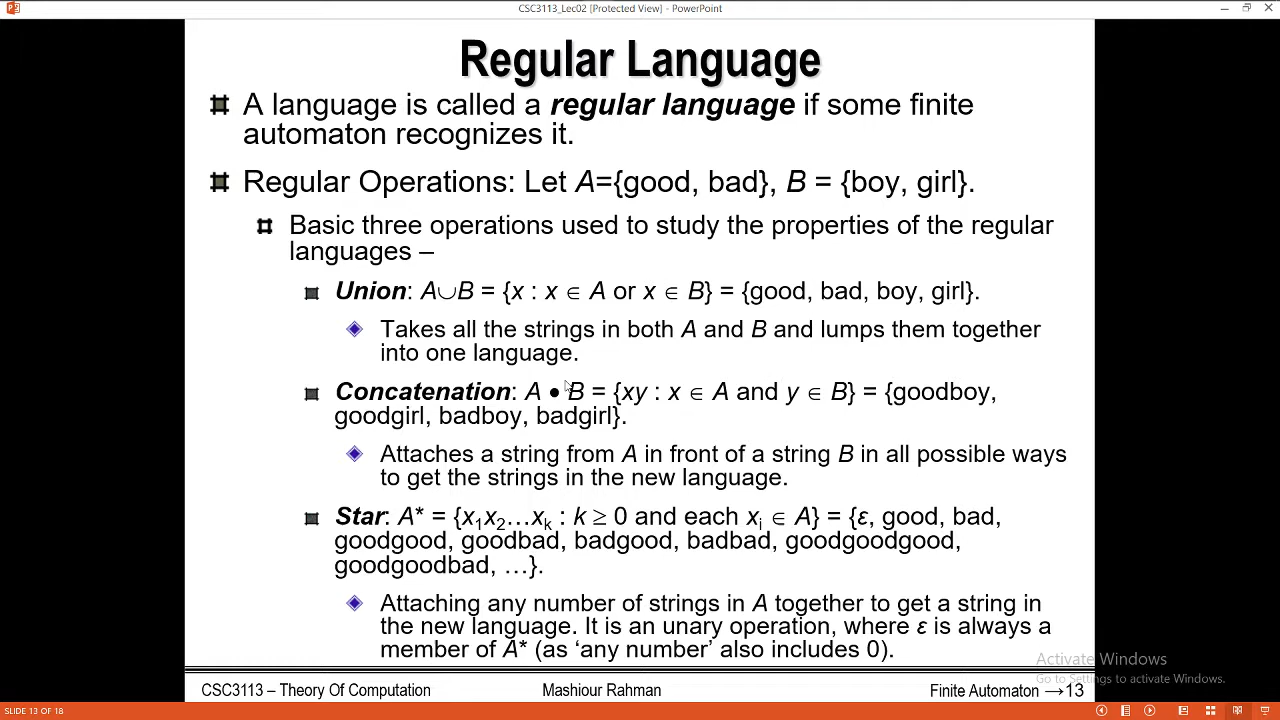 CSC3113_Lec02 [Protected View] - PowerPoint
Regular Language
A language is called a regular language if some finite
automaton recognizes it.
Regular Operations: Let A={good, bad}, B = {boy, girl}.
Basic three operations used to study the properties of the regular
languages –
Union: A∪B = {x : x ∈ A or x ∈ B} = {good, bad, boy, girl}.
Takes all the strings in both A and B and lumps them together
into one language.
Concatenation: A ● B = {xy : x ∈ A and y ∈ B} = {goodboy,
goodgirl, badboy, badgirl}.
Attaches a string from A in front of a string B in all possible ways
to get the strings in the new language.
Star: A* = {x₁x₂…xₖ : k ≥ 0 and each xᵢ ∈ A} = {ε, good, bad,
goodgood, goodbad, badgood, badbad, goodgoodgood,
goodgoodbad, …}.
Attaching any number of strings in A together to get a string in
the new language. It is an unary operation, where ε is always a
member of A* (as ‘any number’ also includes 0).
Activate Windows
Go to Settings to activate Windows.
CSC3113 – Theory Of Computation Mashiour Rahman Finite Automaton →13
SLIDE 13 OF 18